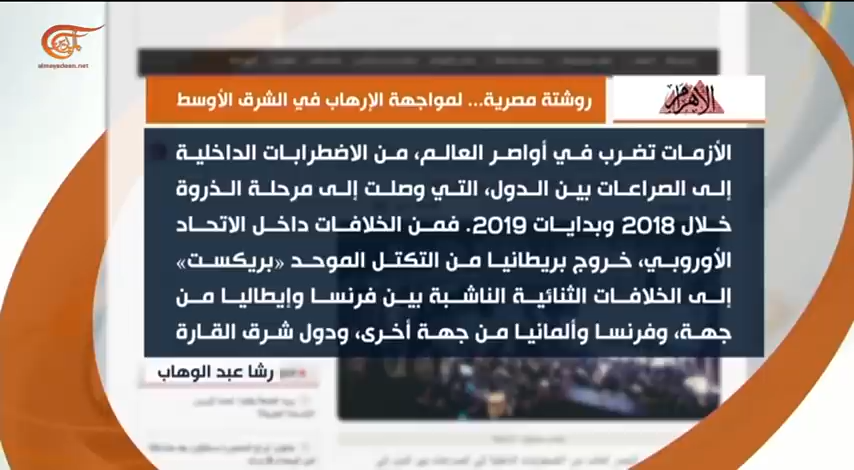 almayadeen.net
الأهرام
روشتة مصرية... لمواجهة الإرهاب في الشرق الأوسط
الأزمات تضرب في أواصر العالم، من الاضطرابات الداخلية
إلى الصراعات بين الدول، التي وصلت إلى مرحلة الذروة
خلال 2018 وبدايات 2019. فمن الخلافات داخل الاتحاد
الأوروبي، خروج بريطانيا من التكتل الموحد «بريكست»
إلى الخلافات الثنائية الناشبة بين فرنسا وإيطاليا من
جهة، وفرنسا وألمانيا من جهة أخرى، ودول شرق القارة
رشا عبد الوهاب